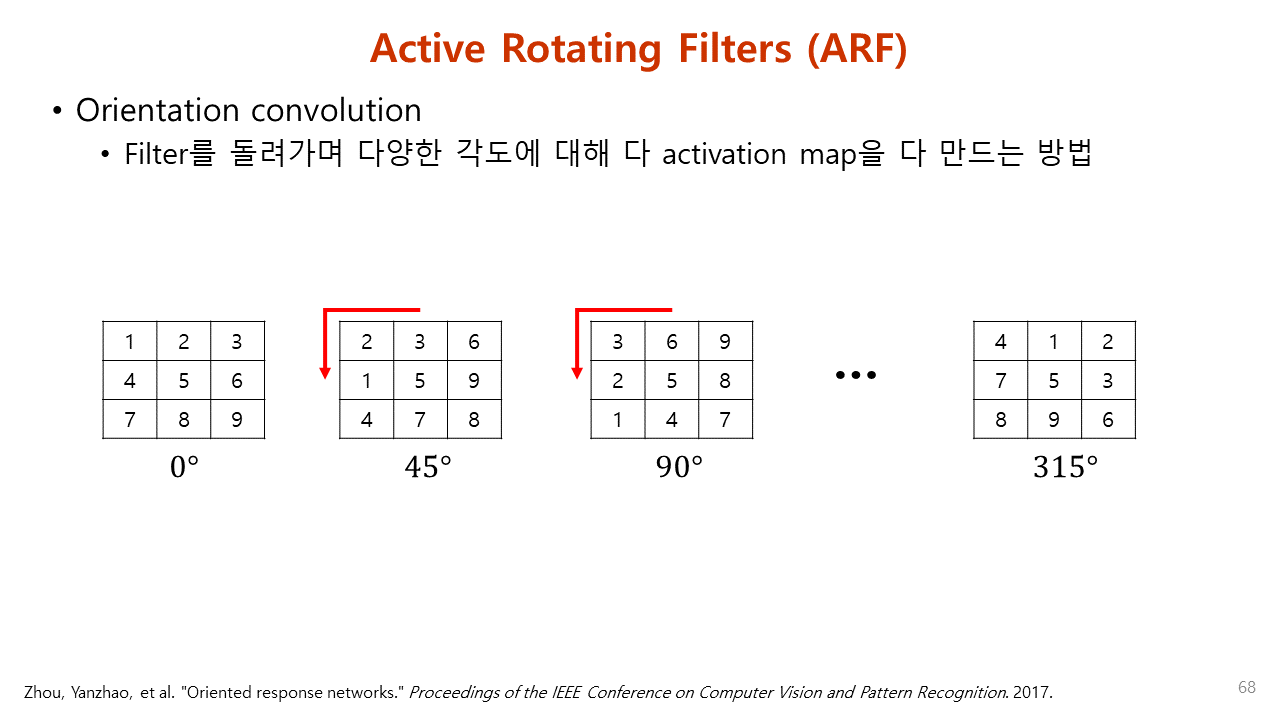 Active Rotating Filters (ARF)
• Orientation convolution
• Filter를 돌려가며 다양한 각도에 대해 다 activation map을 다 만드는 방법
1 2 3 2 3 6 3 6 9 4 1 2
4 5 6 1 5 9 2 5 8 ••• 7 5 3
7 8 9 4 7 8 1 4 7 8 9 6
0° 45° 90° 315°
Zhou, Yanzhao, et al. "Oriented response networks." Proceedings of the IEEE Conference on Computer Vision and Pattern Recognition. 2017.
68